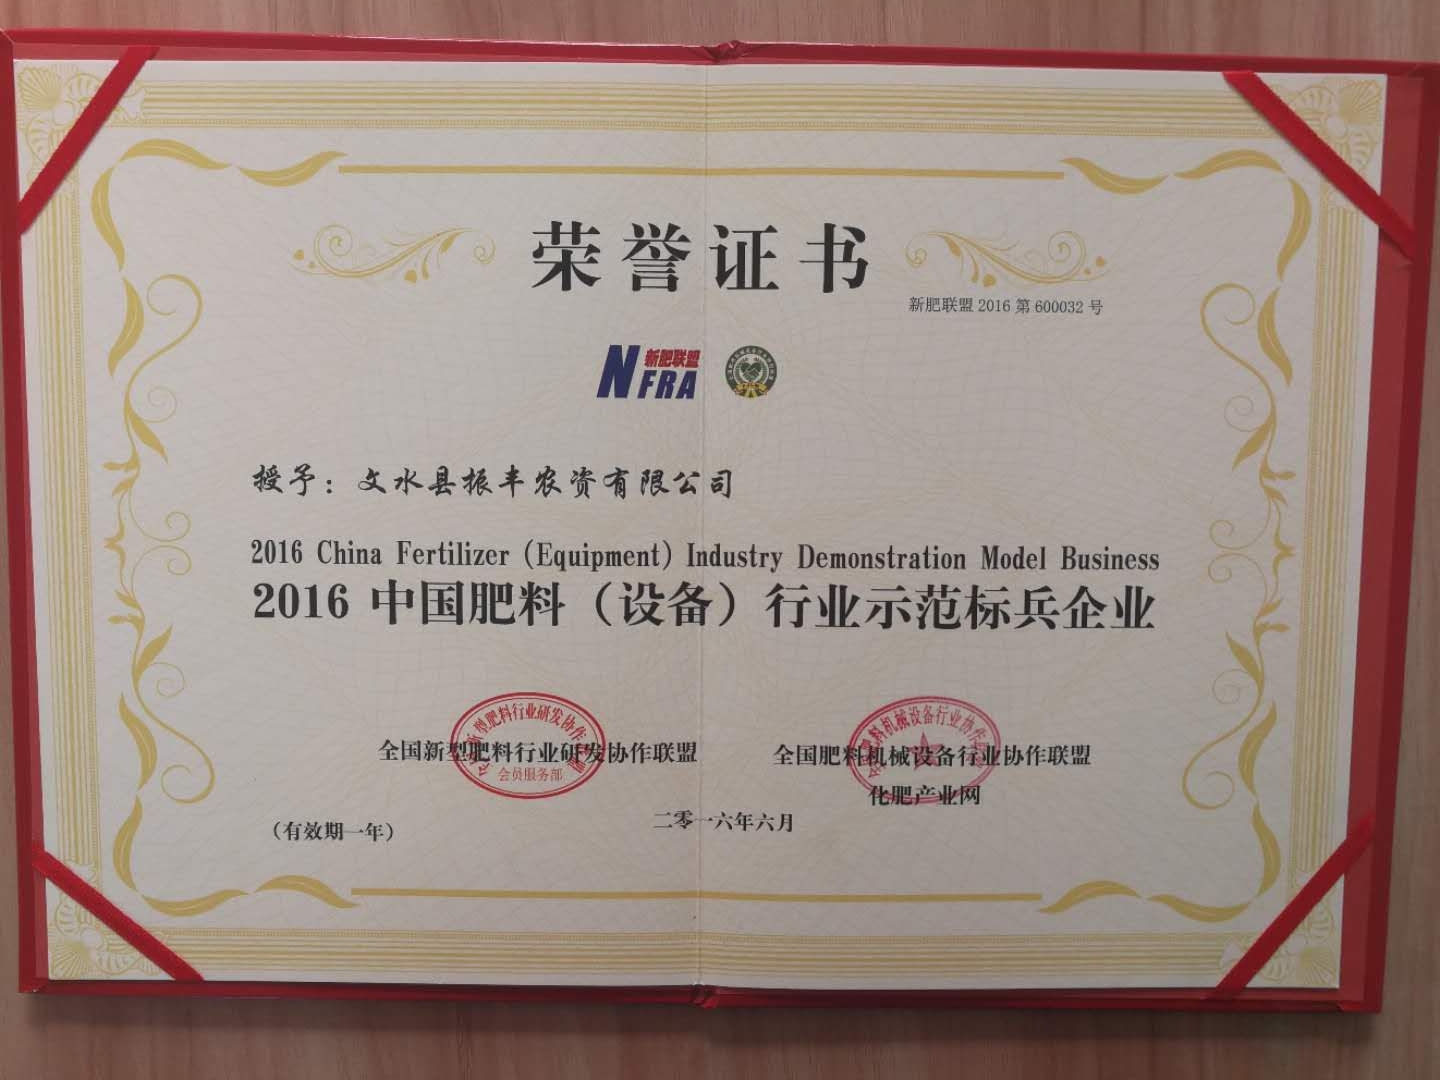 荣誉证书
新肥联盟 2016 第 600032 号
新肥联盟
NFRA
授予：文水县振丰农资有限公司
2016 China Fertilizer (Equipment) Industry Demonstration Model Business
2016 中国肥料（设备）行业示范标兵企业
全国新型肥料行业研发协作联盟
会员服务部
全国肥料机械设备行业协作联盟
化肥产业网
（有效期一年）
二零一六年六月